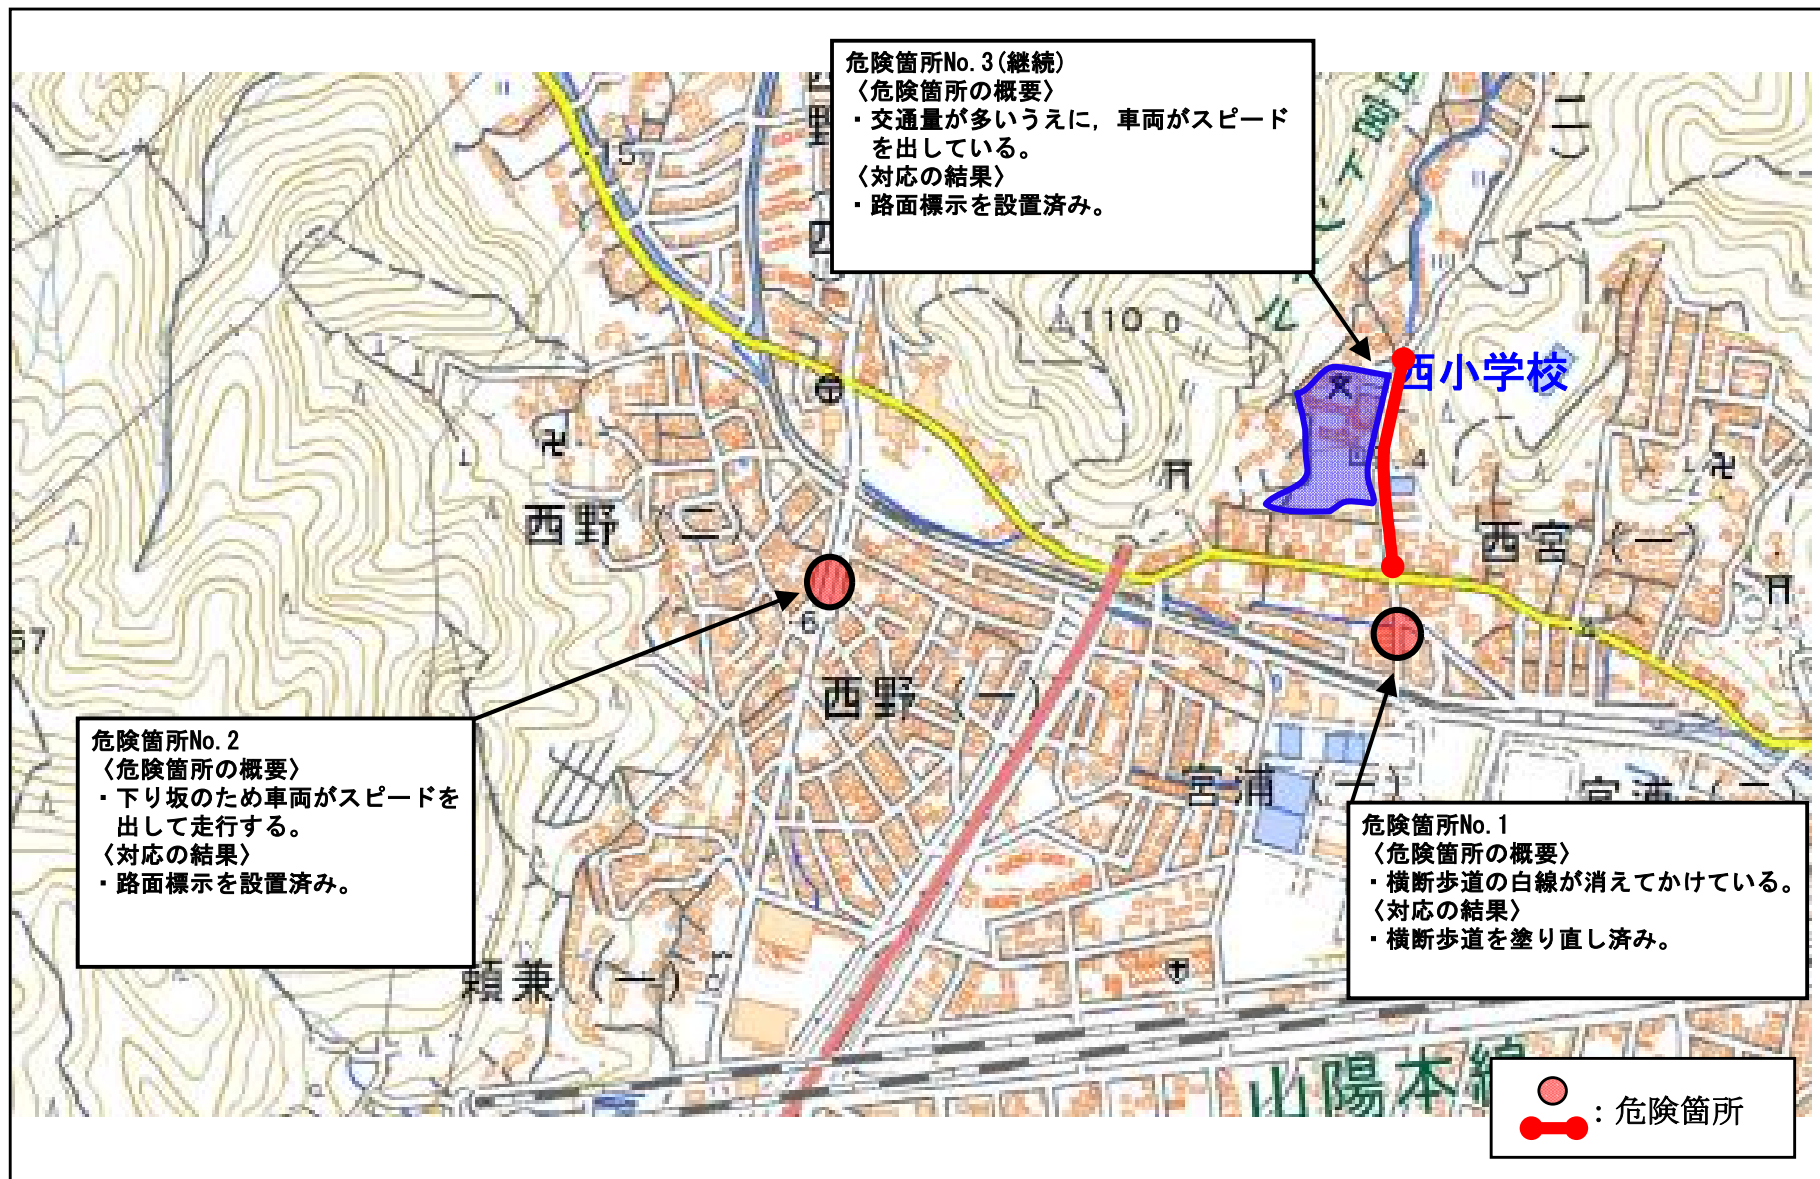 危険箇所No.3(継続)
〈危険箇所の概要〉
・交通量が多いうえに，車両がスピード
を出している。
〈対応の結果〉
・路面標示を設置済み。
110.0
西小学校
西野（二）
西宮（一）
67
西野（一）
危険箇所No.2
〈危険箇所の概要〉
・下り坂のため車両がスピードを
出して走行する。
〈対応の結果〉
・路面標示を設置済み。
危険箇所No.1
〈危険箇所の概要〉
・横断歩道の白線が消えてかけている。
〈対応の結果〉
・横断歩道を塗り直し済み。
頼兼（一）
山陽本線
：危険箇所